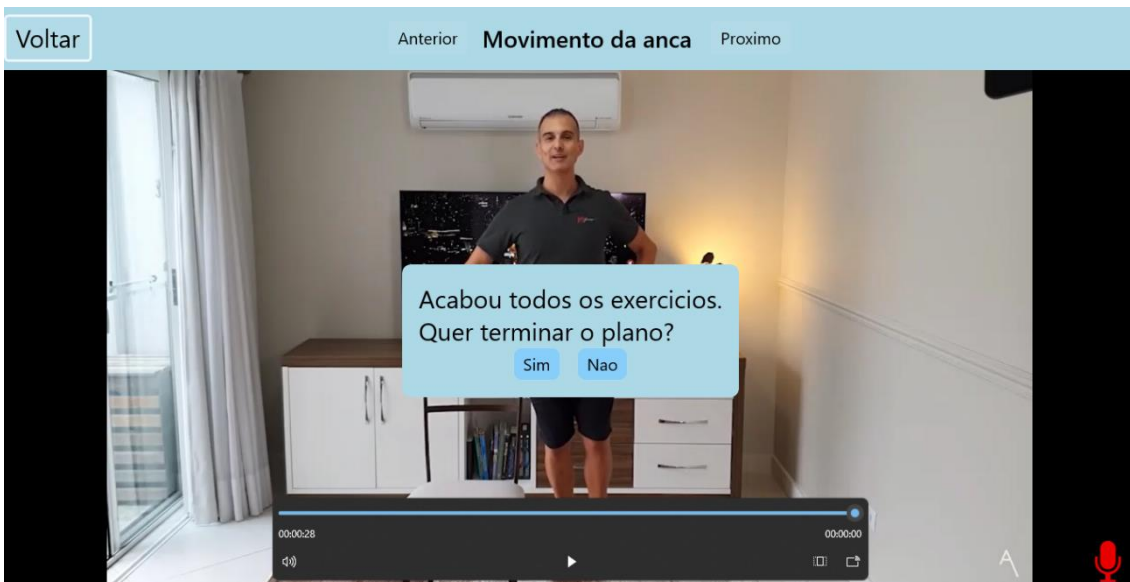 Voltar
Anterior Movimento da anca Proximo
Acabou todos os exercicios.
Quer terminar o plano?
Sim Nao
00:00:28 00:00:00